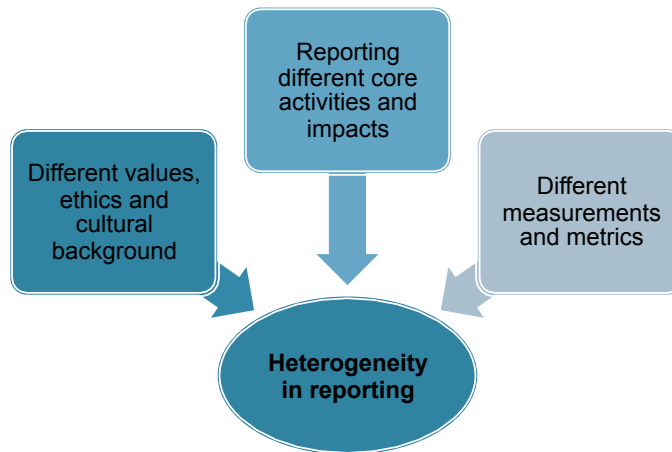 Reporting
different core
activities and
impacts
Different values,
ethics and
cultural
background
Different
measurements
and metrics
Heterogeneity
in reporting